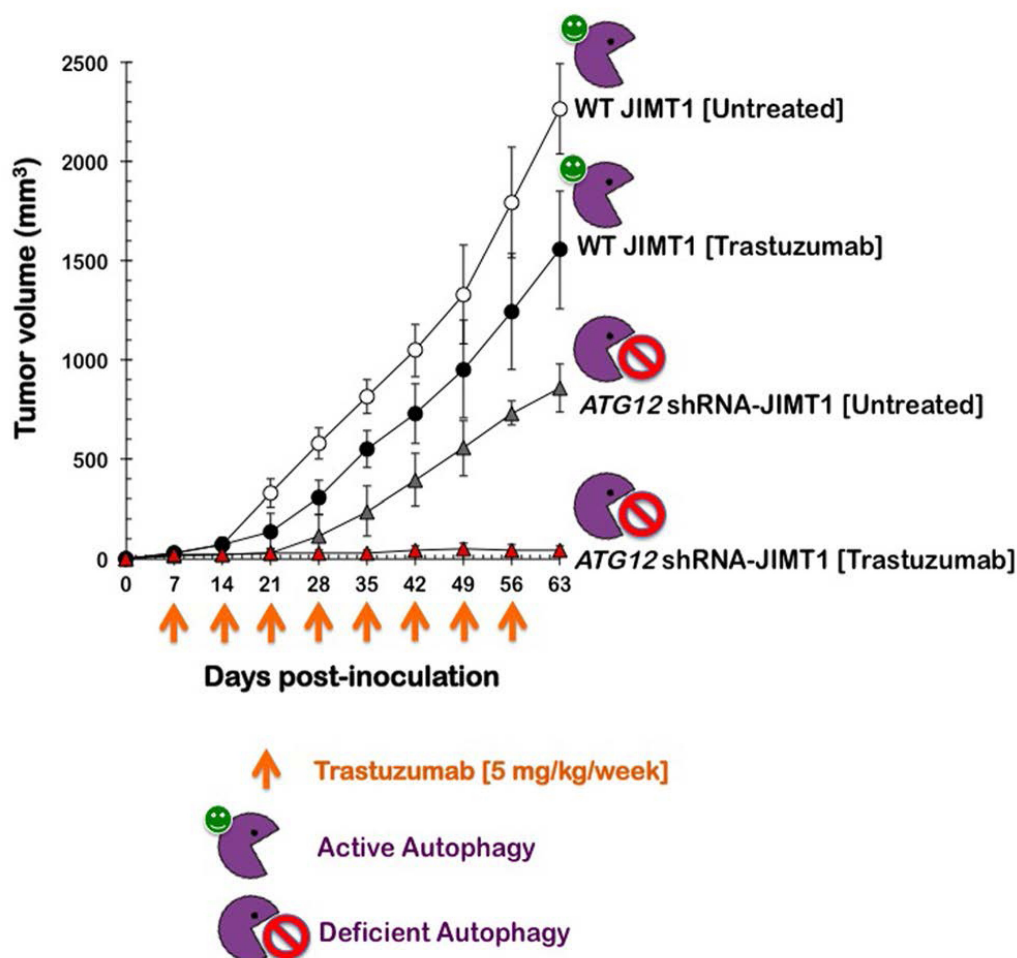 2500
2000
1500
1000
500
0
Tumor volume (mm³)
WT JIMT1 [Untreated]
WT JIMT1 [Trastuzumab]
ATG12 shRNA-JIMT1 [Untreated]
ATG12 shRNA-JIMT1 [Trastuzumab]
0 7 14 21 28 35 42 49 56 63
Days post-inoculation
Trastuzumab [5 mg/kg/week]
Active Autophagy
Deficient Autophagy